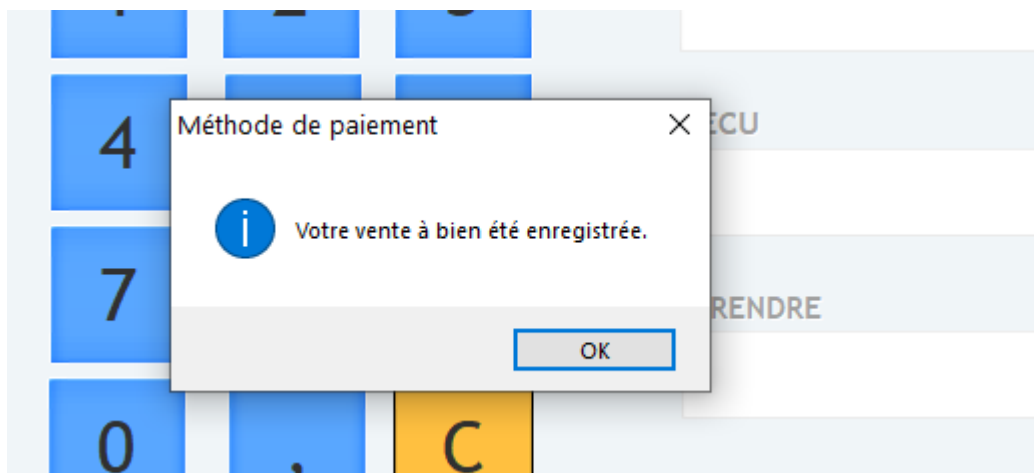 4
Méthode de paiement
ECU
Votre vente à bien été enregistrée.
7
RENDRE
OK
0 , C